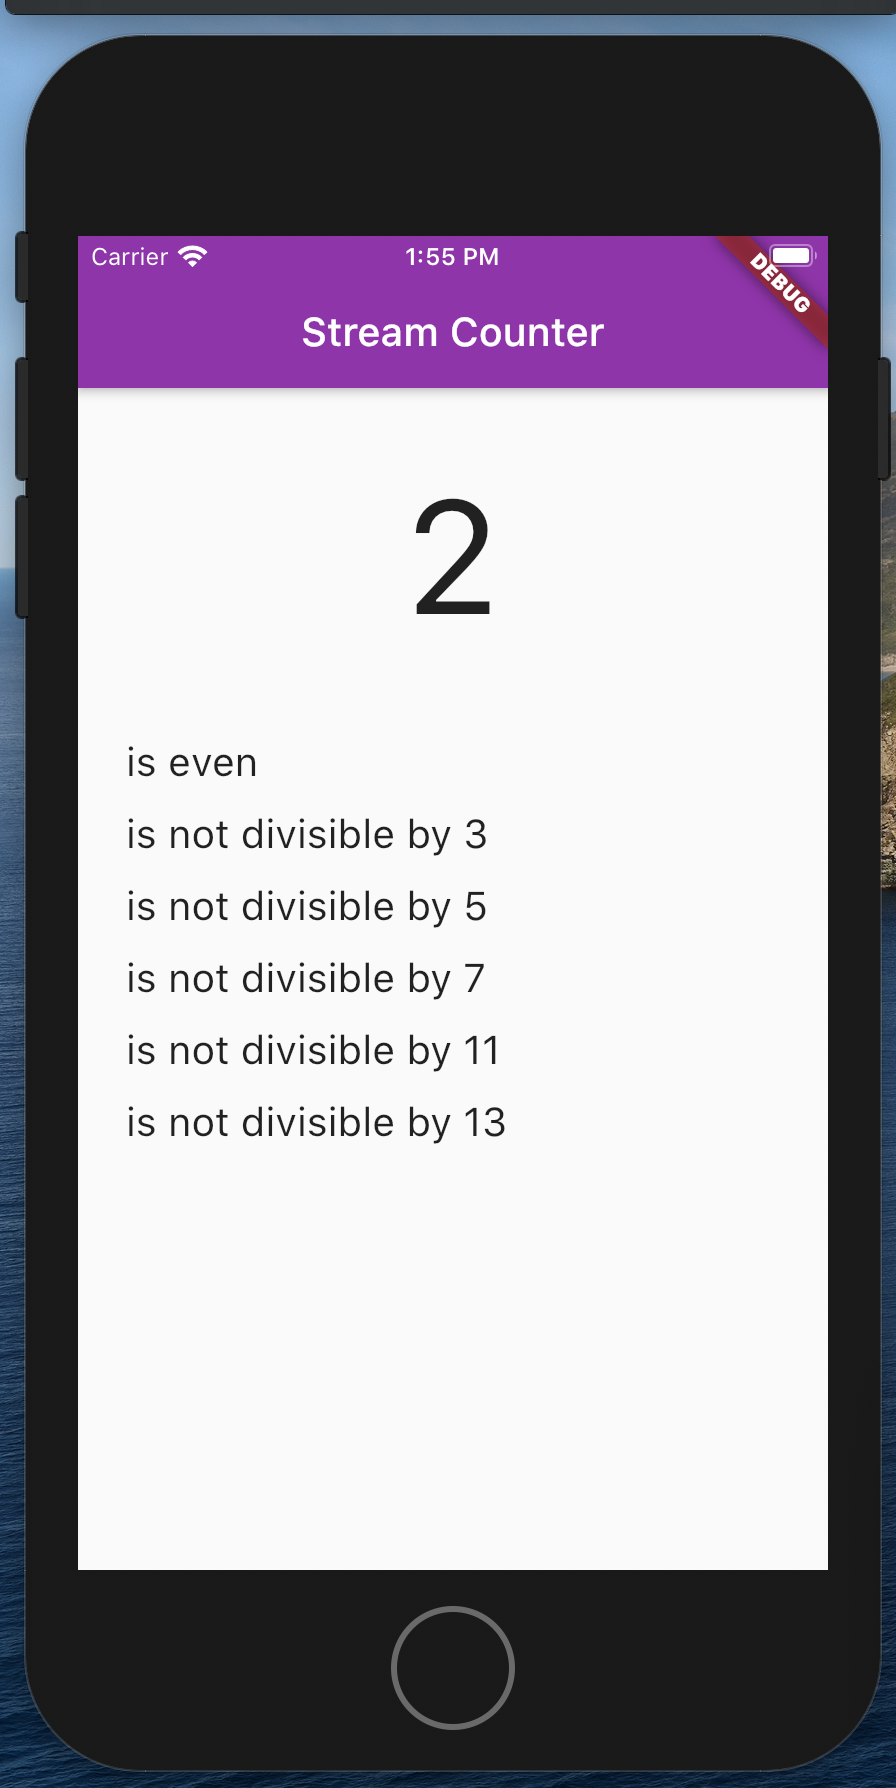 Carrier 1:55 PM
DEBUG
Stream Counter
2
is even
is not divisible by 3
is not divisible by 5
is not divisible by 7
is not divisible by 11
is not divisible by 13